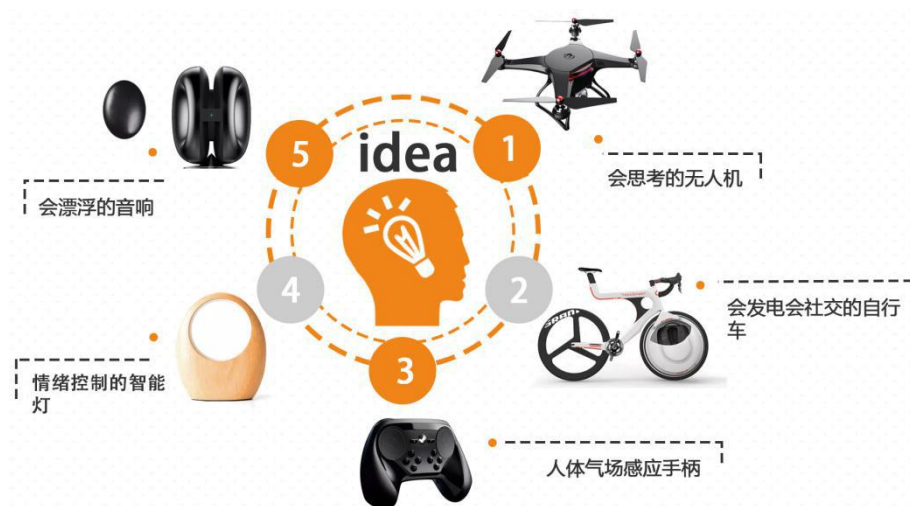 idea
1
会思考的无人机
2
会发电会社交的自行
车
3
人体气场感应手柄
4
情绪控制的智能
灯
5
会漂浮的音响
SRAM